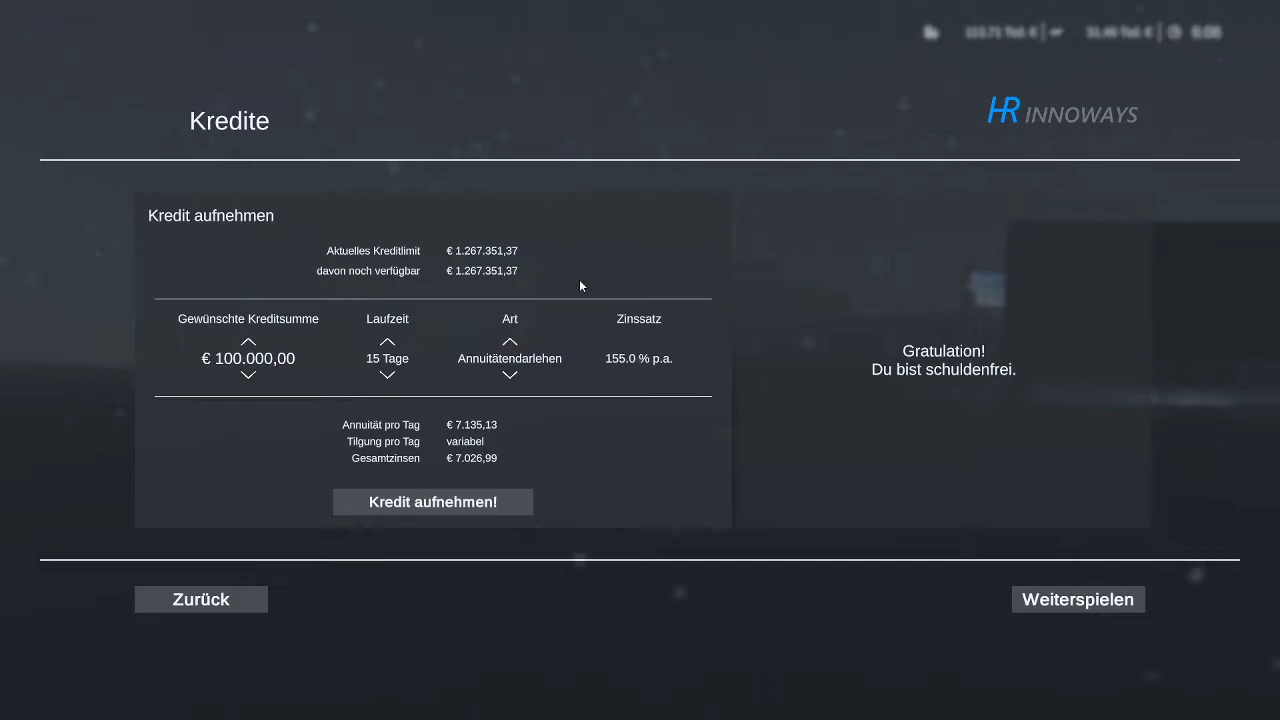 Kredite
HR INNOWAYS
Kredit aufnehmen
Aktuelles Kreditlimit € 1.267.351,37
davon noch verfügbar € 1.267.351,37
Gewünschte Kreditsumme Laufzeit Art Zinssatz
€ 100.000,00 15 Tage Annuitätendarlehen 155.0 % p.a.
Annuität pro Tag € 7.135,13
Tilgung pro Tag variabel
Gesamtzinsen € 7.026,99
Kredit aufnehmen!
Gratulation!
Du bist schuldenfrei.
Zurück
Weiterspielen